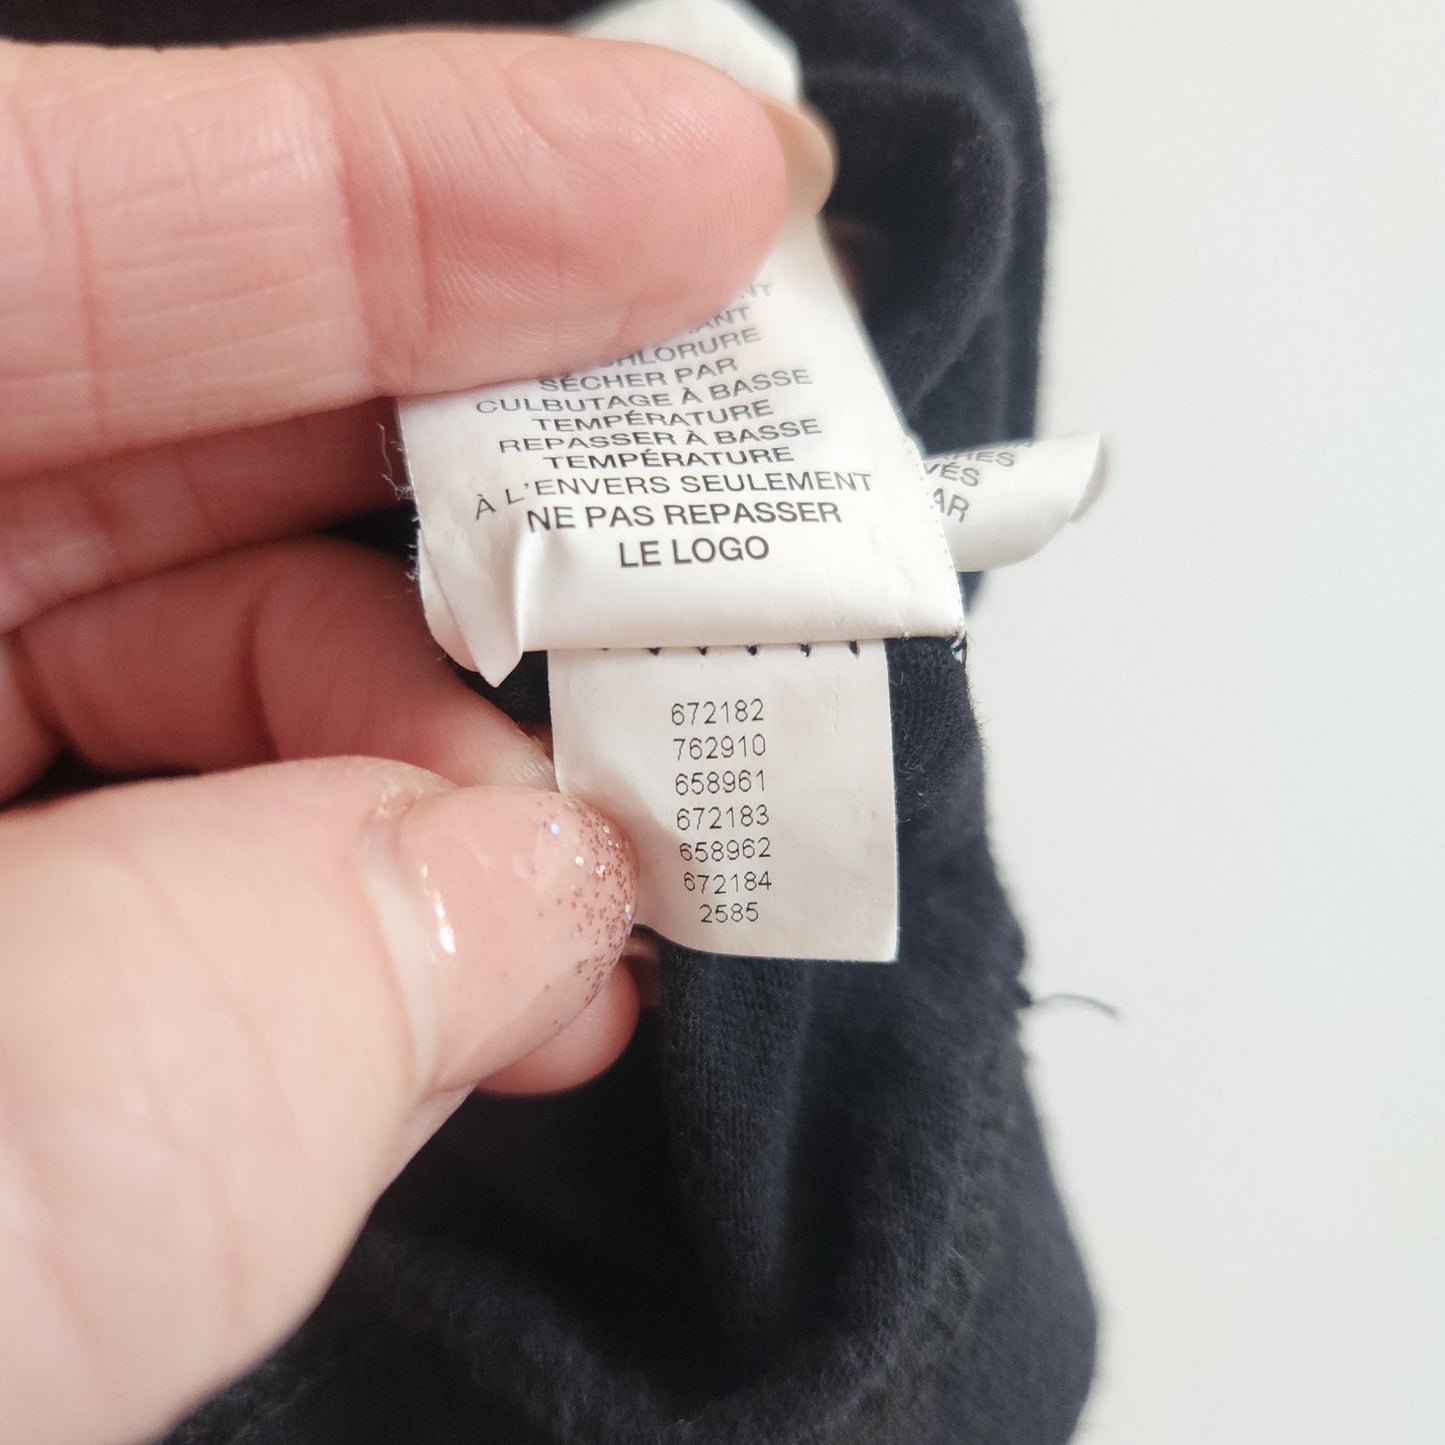 CHLORURE
SÉCHER PAR
CULBUTAGE À BASSE
TEMPÉRATURE
REPASSER À BASSE
TEMPÉRATURE
À L'ENVERS SEULEMENT
NE PAS REPASSER
LE LOGO
672182
762910
658961
672183
658962
672184
2585